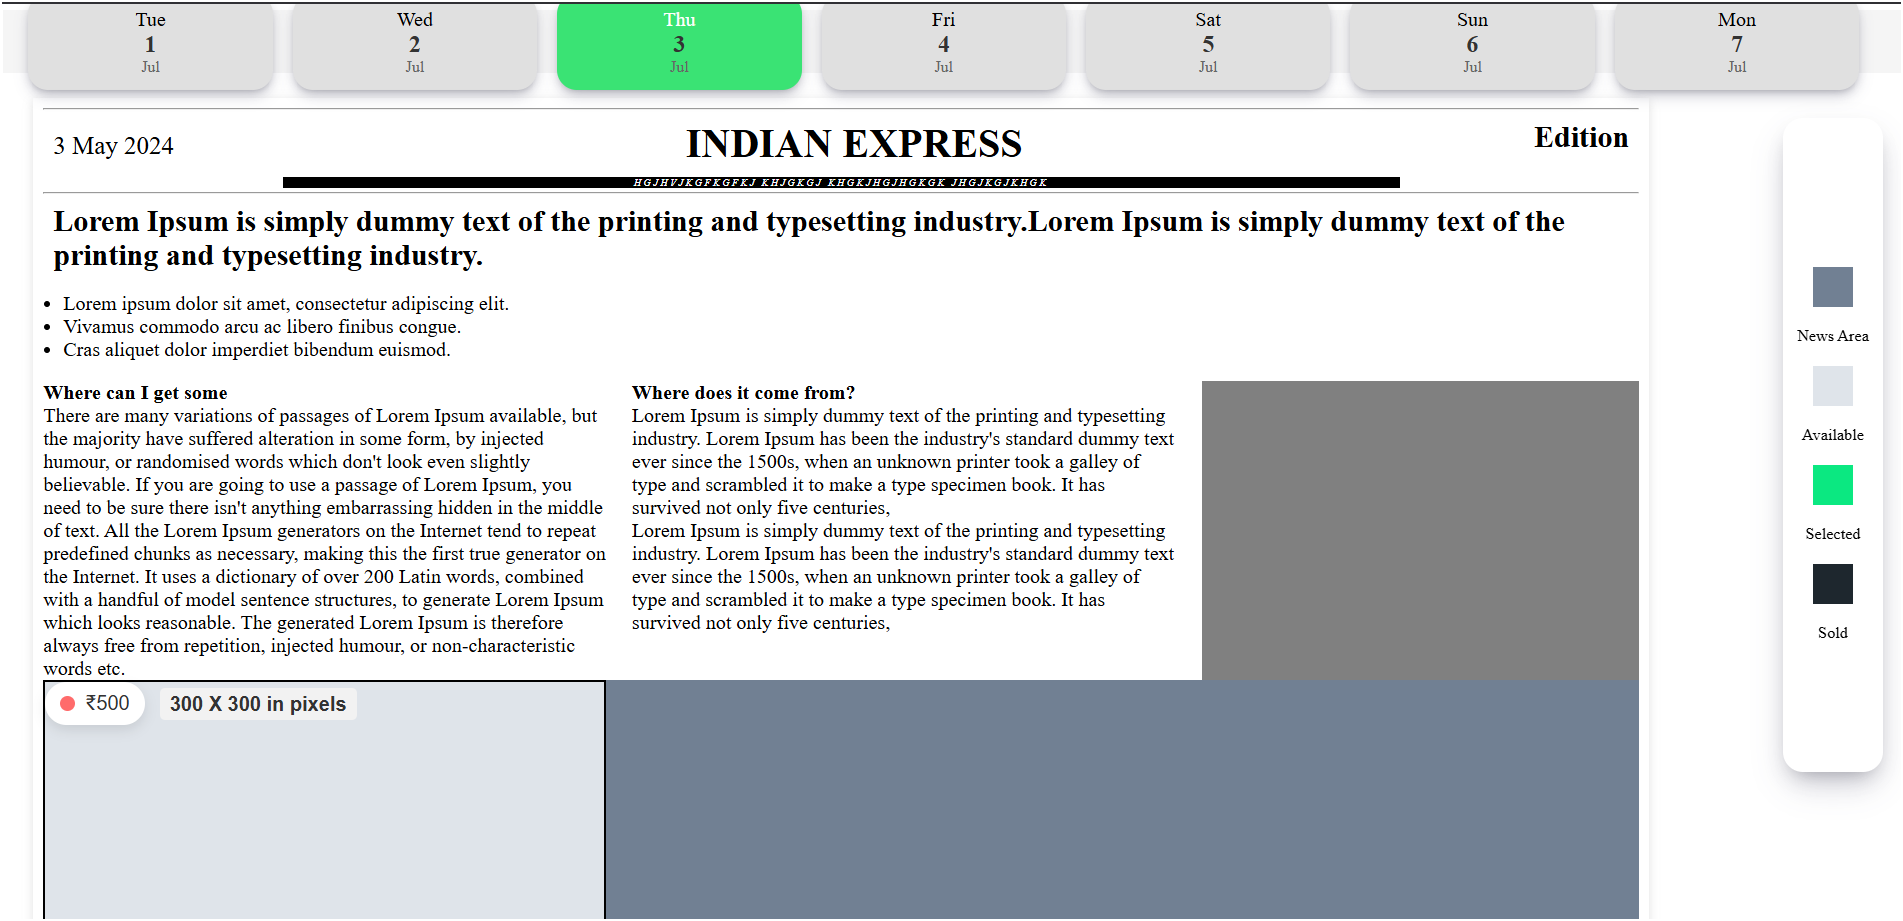 Tue
1
Jul
Wed
2
Jul
Thu
3
Jul
Fri
4
Jul
Sat
5
Jul
Sun
6
Jul
Mon
7
Jul
3 May 2024
INDIAN EXPRESS
Edition
HGJHVJKGFKGFKJ KHJGKGJ KHGKJHGJHGKGK JHGJKGJKHGK
Lorem Ipsum is simply dummy text of the printing and typesetting industry.Lorem Ipsum is simply dummy text of the
printing and typesetting industry.
• Lorem ipsum dolor sit amet, consectetur adipiscing elit.
• Vivamus commodo arcu ac libero finibus congue.
• Cras aliquet dolor imperdiet bibendum euismod.
Where can I get some
There are many variations of passages of Lorem Ipsum available, but
the majority have suffered alteration in some form, by injected
humour, or randomised words which don't look even slightly
believable. If you are going to use a passage of Lorem Ipsum, you
need to be sure there isn't anything embarrassing hidden in the middle
of text. All the Lorem Ipsum generators on the Internet tend to repeat
predefined chunks as necessary, making this the first true generator on
the Internet. It uses a dictionary of over 200 Latin words, combined
with a handful of model sentence structures, to generate Lorem Ipsum
which looks reasonable. The generated Lorem Ipsum is therefore
always free from repetition, injected humour, or non-characteristic
words etc.
Where does it come from?
Lorem Ipsum is simply dummy text of the printing and typesetting
industry. Lorem Ipsum has been the industry's standard dummy text
ever since the 1500s, when an unknown printer took a galley of
type and scrambled it to make a type specimen book. It has
survived not only five centuries,
Lorem Ipsum is simply dummy text of the printing and typesetting
industry. Lorem Ipsum has been the industry's standard dummy text
ever since the 1500s, when an unknown printer took a galley of
type and scrambled it to make a type specimen book. It has
survived not only five centuries,
₹500
300 X 300 in pixels
News Area
Available
Selected
Sold